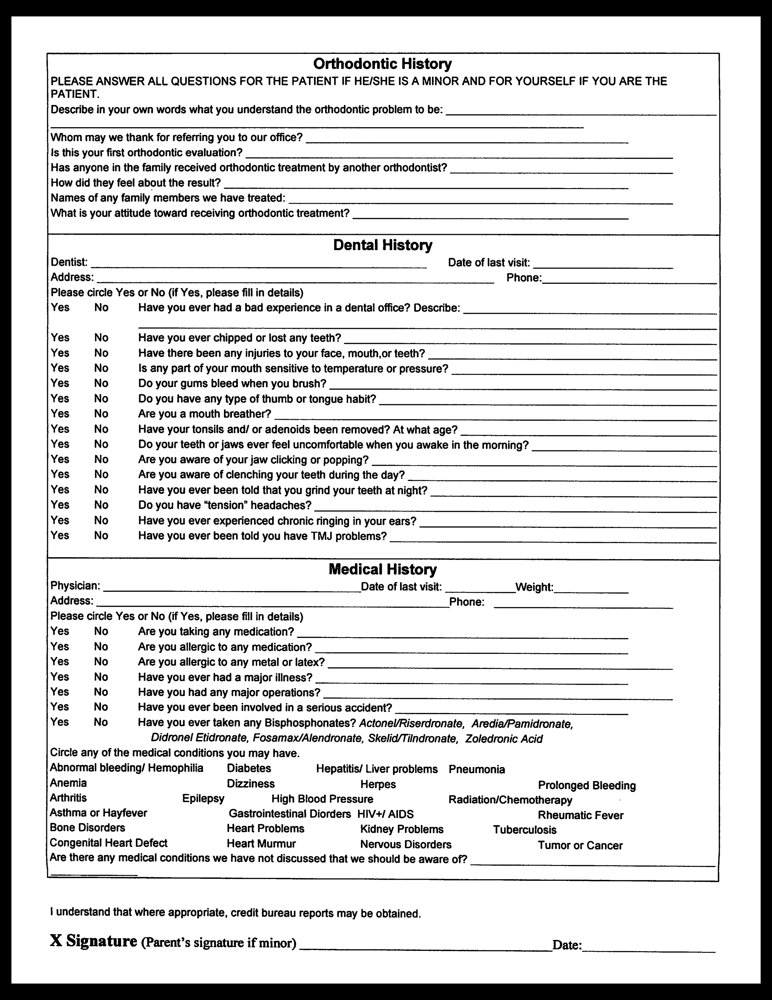 Orthodontic History
PLEASE ANSWER ALL QUESTIONS FOR THE PATIENT IF HE/SHE IS A MINOR AND FOR YOURSELF IF YOU ARE THE
PATIENT.
Describe in your own words what you understand the orthodontic problem to be:
Whom may we thank for referring you to our office?
Is this your first orthodontic evaluation?
Has anyone in the family received orthodontic treatment by another orthodontist?
How did they feel about the result?
Names of any family members we have treated:
What is your attitude toward receiving orthodontic treatment?
Dental History
Dentist: Date of last visit:
Address: Phone:
Please circle Yes or No (if Yes, please fill in details)
Yes No Have you ever had a bad experience in a dental office? Describe:
Yes No Have you ever chipped or lost any teeth?
Yes No Have there been any injuries to your face, mouth,or teeth?
Yes No Is any part of your mouth sensitive to temperature or pressure?
Yes No Do your gums bleed when you brush?
Yes No Do you have any type of thumb or tongue habit?
Yes No Are you a mouth breather?
Yes No Have your tonsils and/ or adenoids been removed? At what age?
Yes No Do your teeth or jaws ever feel uncomfortable when you awake in the morning?
Yes No Are you aware of your jaw clicking or popping?
Yes No Are you aware of clenching your teeth during the day?
Yes No Have you ever been told that you grind your teeth at night?
Yes No Do you have "tension" headaches?
Yes No Have you ever experienced chronic ringing in your ears?
Yes No Have you ever been told you have TMJ problems?
Medical History
Physician: Date of last visit: Weight:
Address: Phone:
Please circle Yes or No (if Yes, please fill in details)
Yes No Are you taking any medication?
Yes No Are you allergic to any medication?
Yes No Are you allergic to any metal or latex?
Yes No Have you ever had a major illness?
Yes No Have you had any major operations?
Yes No Have you ever been involved in a serious accident?
Yes No Have you ever taken any Bisphosphonates? Actonel/Riserdronate, Aredia/Pamidronate,
Didronel Etidronate, Fosamax/Alendronate, Skelid/Tilndronate, Zoledronic Acid
Circle any of the medical conditions you may have.
Abnormal bleeding/ Hemophilia Diabetes Hepatitis/ Liver problems Pneumonia
Anemia Dizziness Herpes Prolonged Bleeding
Arthritis Epilepsy High Blood Pressure Radiation/Chemotherapy
Asthma or Hayfever Gastrointestinal Diorders HIV+/ AIDS Rheumatic Fever
Bone Disorders Heart Problems Kidney Problems Tuberculosis
Congenital Heart Defect Heart Murmur Nervous Disorders Tumor or Cancer
Are there any medical conditions we have not discussed that we should be aware of?
I understand that where appropriate, credit bureau reports may be obtained.
X Signature (Parent's signature if minor) Date: